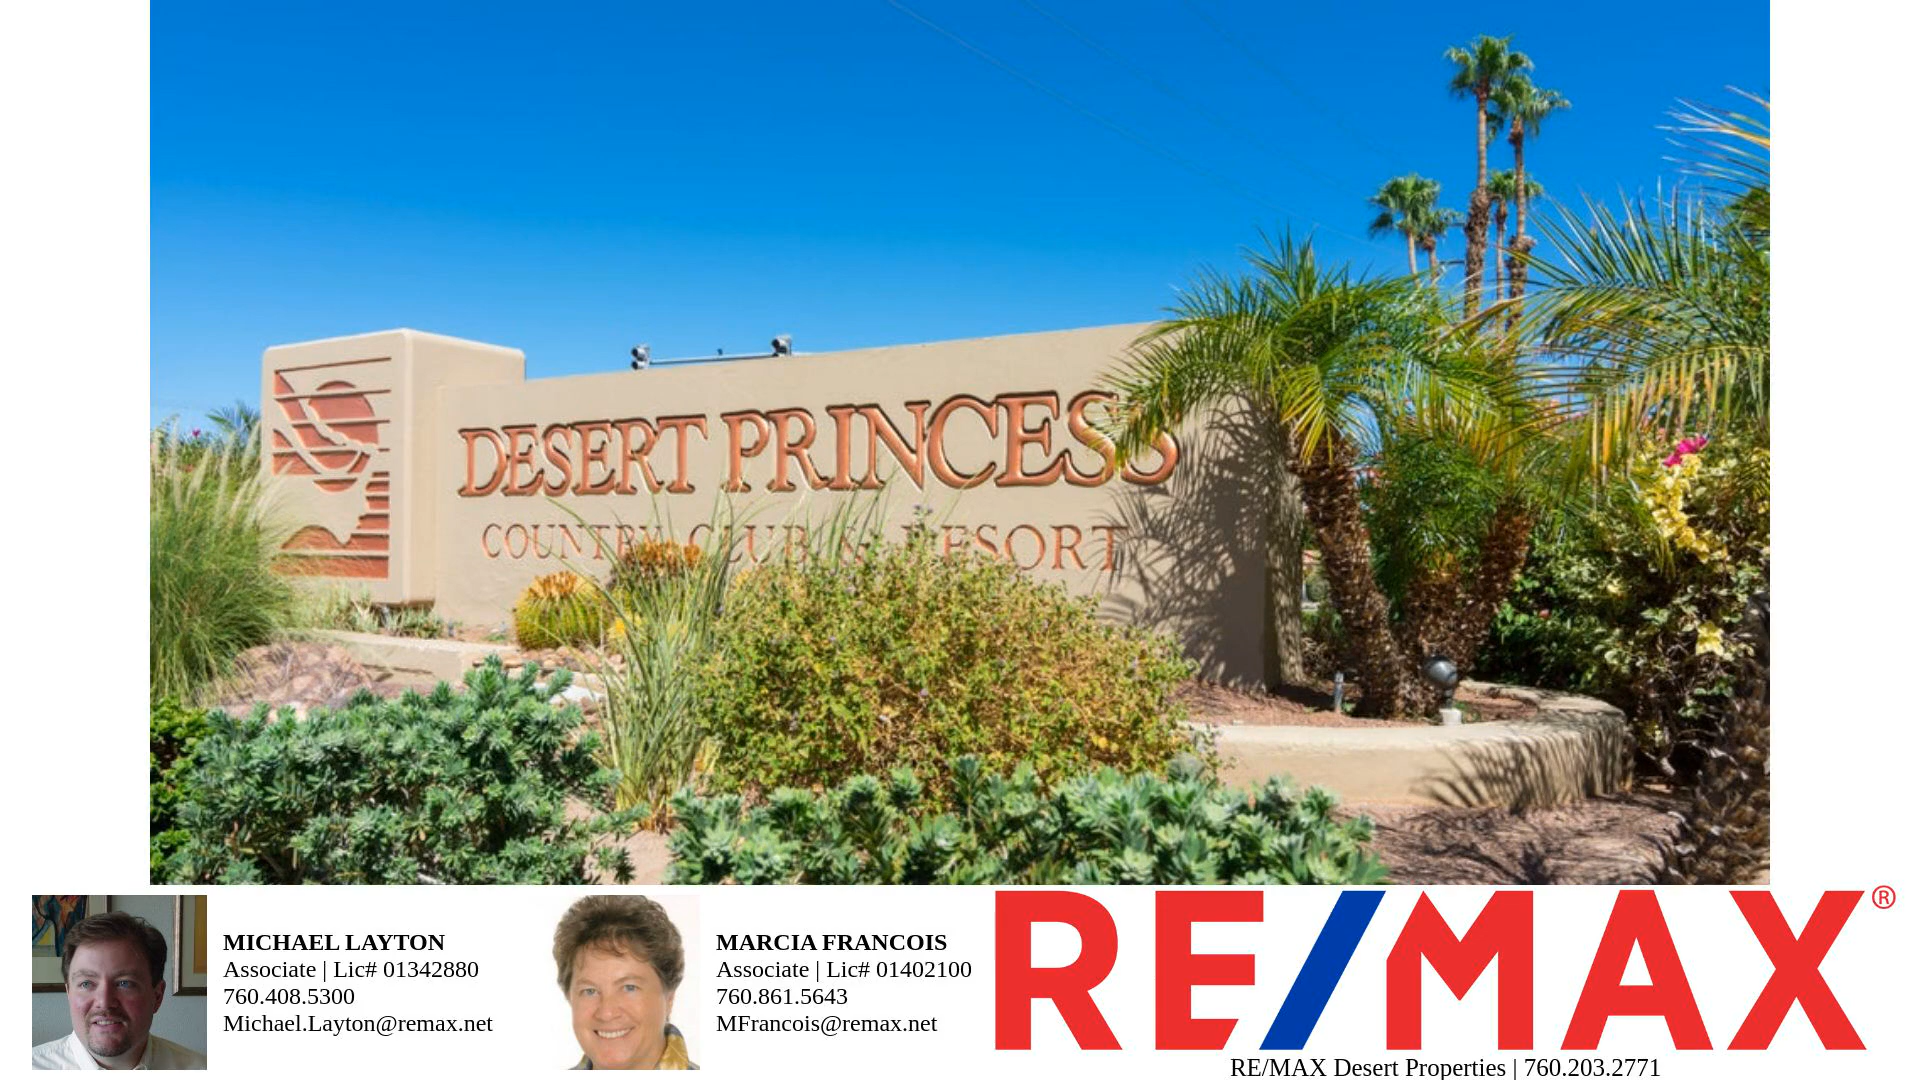 DESERT PRINCESS
COUNTRY CLUB & RESORT
MICHAEL LAYTON
Associate | Lic# 01342880
760.408.5300
Michael.Layton@remax.net
MARCIA FRANCOIS
Associate | Lic# 01402100
760.861.5643
MFrancois@remax.net
RE/MAX®
RE/MAX Desert Properties | 760.203.2771